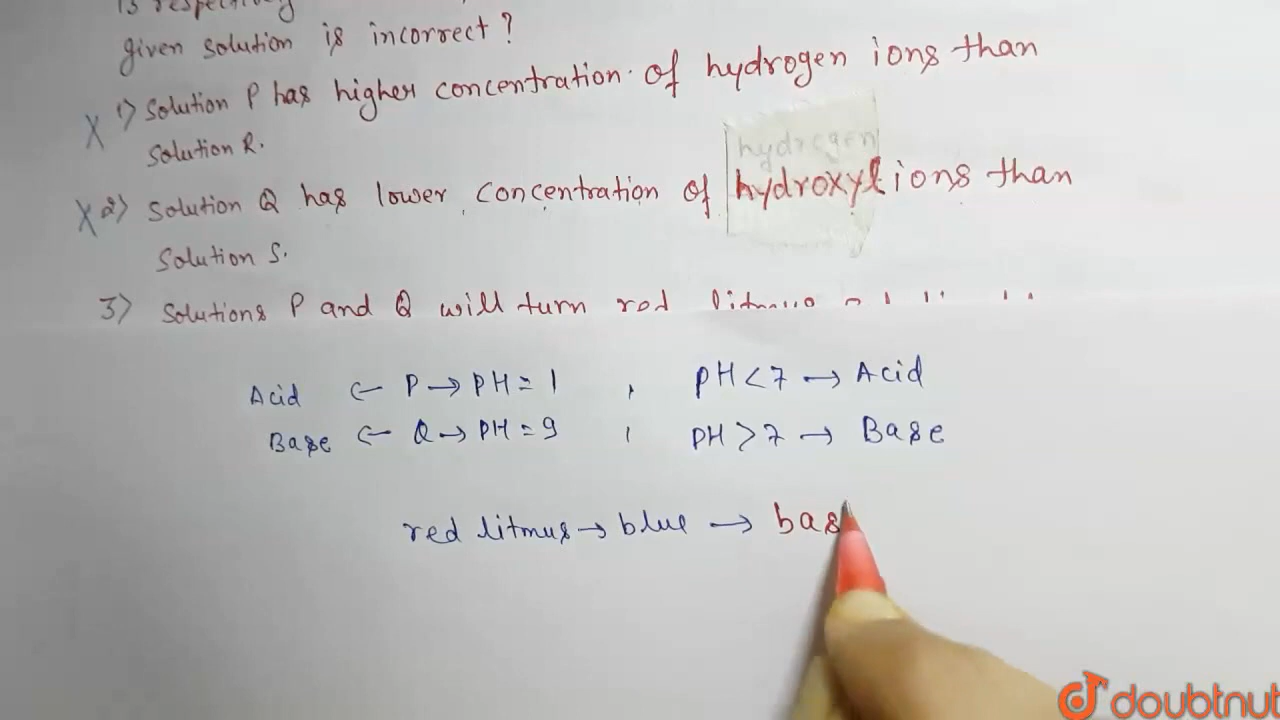 is respectively
given solution is incorrect?
X 1) Solution P has higher concentration. of hydrogen ions than
Solution R.
hydrogen
X 2) Solution Q has lower concentration of hydroxyl ions than
Solution S.
3) Solutions P and Q will turn red
Acid ← P → PH = 1 , PH < 7 → Acid
Base ← Q → PH = 9 , PH > 7 → Base
red litmus → blue → bas
doubtnut